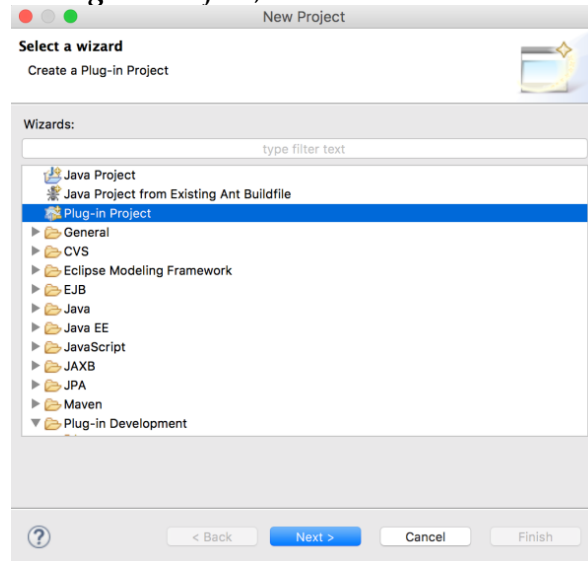 New Project
Select a wizard
Create a Plug-in Project
Wizards:
type filter text
Java Project
Java Project from Existing Ant Buildfile
Plug-in Project
General
CVS
Eclipse Modeling Framework
EJB
Java
Java EE
JavaScript
JAXB
JPA
Maven
Plug-in Development
?
< Back
Next >
Cancel
Finish